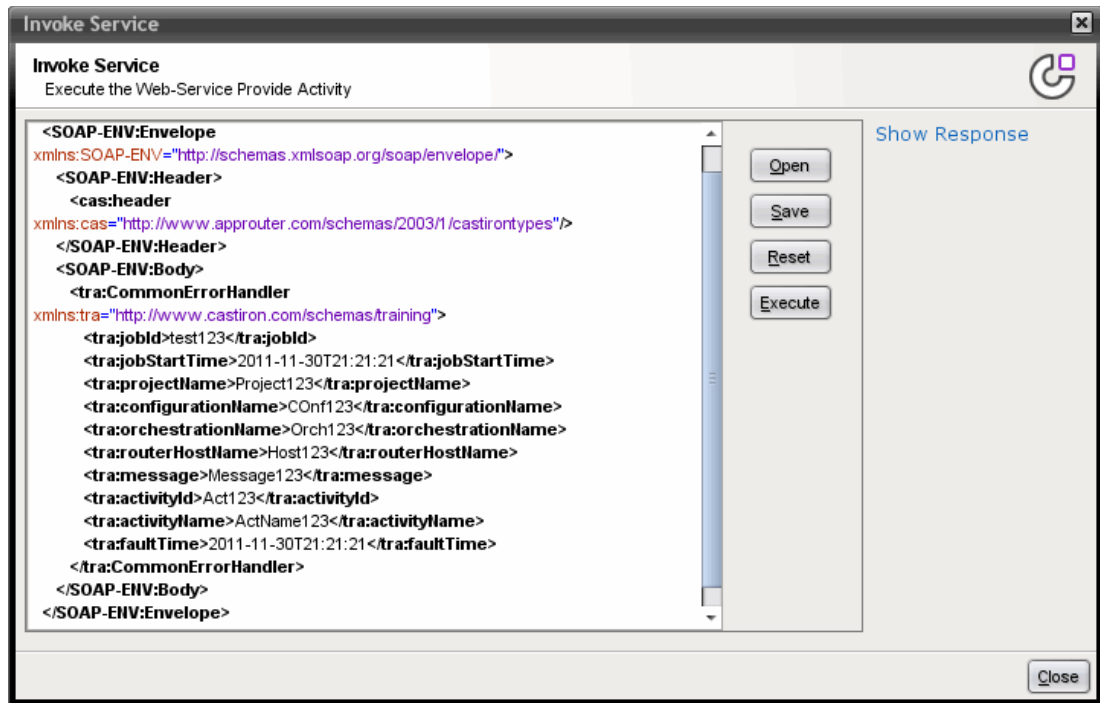 Invoke Service
Invoke Service
Execute the Web-Service Provide Activity
<SOAP-ENV:Envelope
xmlns:SOAP-ENV="http://schemas.xmlsoap.org/soap/envelope/">
<SOAP-ENV:Header>
<cas:header
xmlns:cas="http://www.approuter.com/schemas/2003/1/castirontypes"/>
</SOAP-ENV:Header>
<SOAP-ENV:Body>
<tra:CommonErrorHandler
xmlns:tra="http://www.castiron.com/schemas/training">
<tra:jobId>test123</tra:jobId>
<tra:jobStartTime>2011-11-30T21:21:21</tra:jobStartTime>
<tra:projectName>Project123</tra:projectName>
<tra:configurationName>COnf123</tra:configurationName>
<tra:orchestrationName>Orch123</tra:orchestrationName>
<tra:routerHostName>Host123</tra:routerHostName>
<tra:message>Message123</tra:message>
<tra:activityId>Act123</tra:activityId>
<tra:activityName>ActName123</tra:activityName>
<tra:faultTime>2011-11-30T21:21:21</tra:faultTime>
</tra:CommonErrorHandler>
</SOAP-ENV:Body>
</SOAP-ENV:Envelope>
Open
Save
Reset
Execute
Show Response
Close